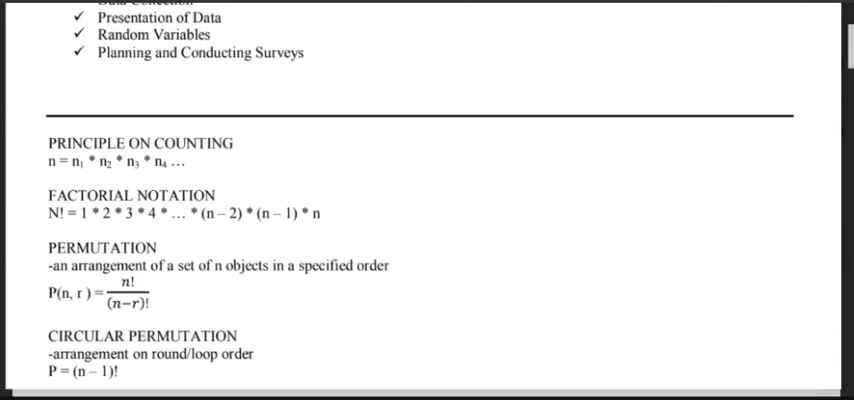 ✓ Presentation of Data
✓ Random Variables
✓ Planning and Conducting Surveys
PRINCIPLE ON COUNTING
n = n₁ * n₂ * n₃ * n₄ …
FACTORIAL NOTATION
N! = 1 * 2 * 3 * 4 * … * (n – 2) * (n – 1) * n
PERMUTATION
-an arrangement of a set of n objects in a specified order
P(n, r ) = n! / (n−r)!
CIRCULAR PERMUTATION
-arrangement on round/loop order
P = (n – 1)!